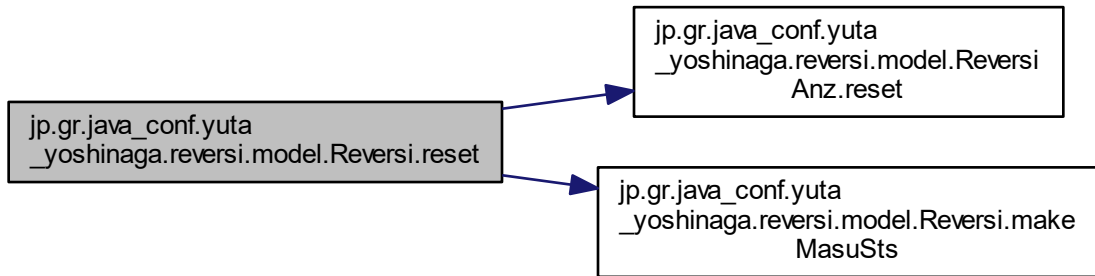 jp.gr.java_conf.yuta
_yoshinaga.reversi.model.Reversi.reset
jp.gr.java_conf.yuta
_yoshinaga.reversi.model.Reversi
Anz.reset
jp.gr.java_conf.yuta
_yoshinaga.reversi.model.Reversi.make
MasuSts